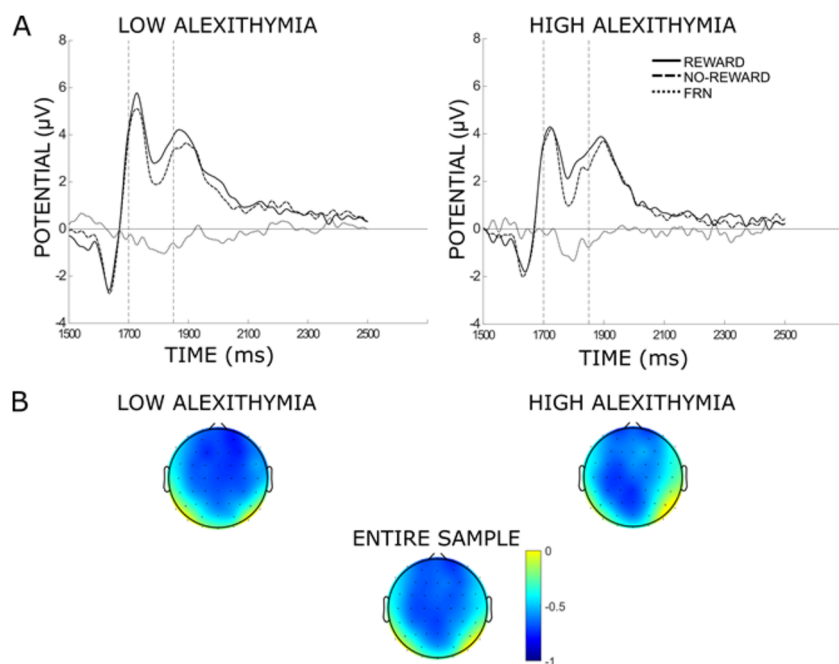 A
LOW ALEXITHYMIA
HIGH ALEXITHYMIA
POTENTIAL (μV)
8
6
4
2
0
-2
-4
1500
1700
1900
2100
2300
2500
TIME (ms)
POTENTIAL (μV)
8
6
4
2
0
-2
-4
REWARD
NO-REWARD
FRN
1500
1700
1900
2100
2300
2500
TIME (ms)
B
LOW ALEXITHYMIA
HIGH ALEXITHYMIA
ENTIRE SAMPLE
0
-0.5
-1